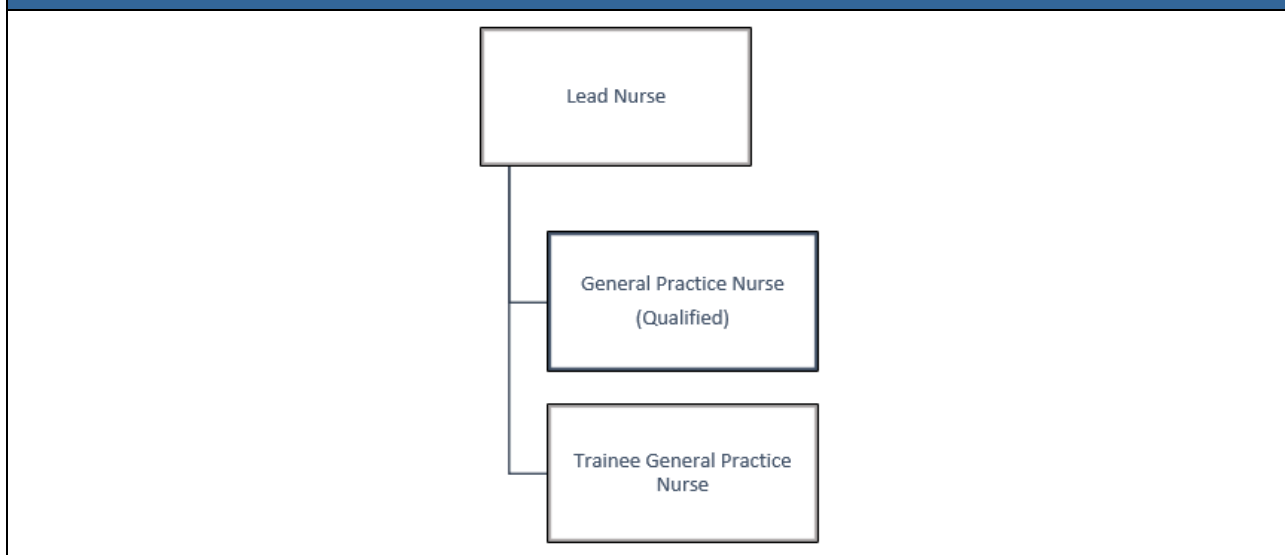 Lead Nurse
General Practice Nurse
(Qualified)
Trainee General Practice
Nurse